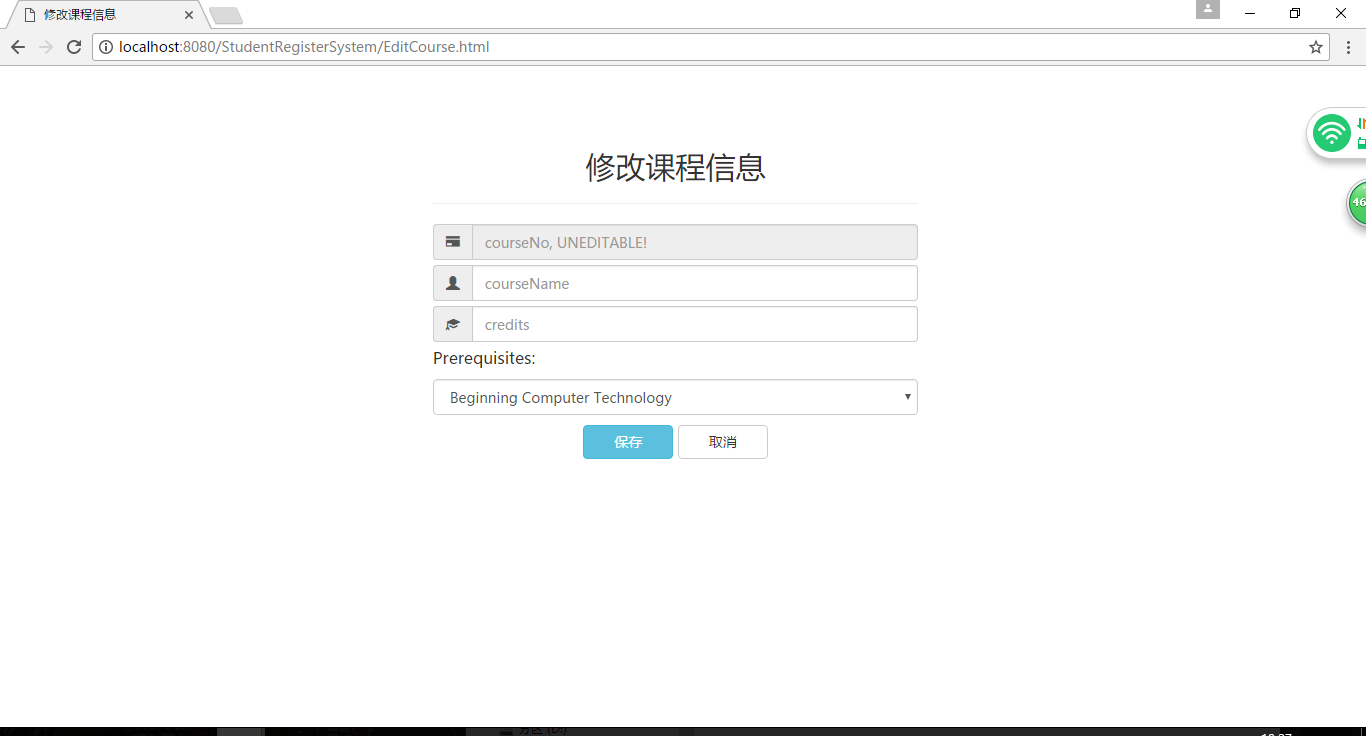 修改课程信息
localhost:8080/StudentRegisterSystem/EditCourse.html
修改课程信息
courseNo, UNEDITABLE!
courseName
credits
Prerequisites:
Beginning Computer Technology
保存 取消
46